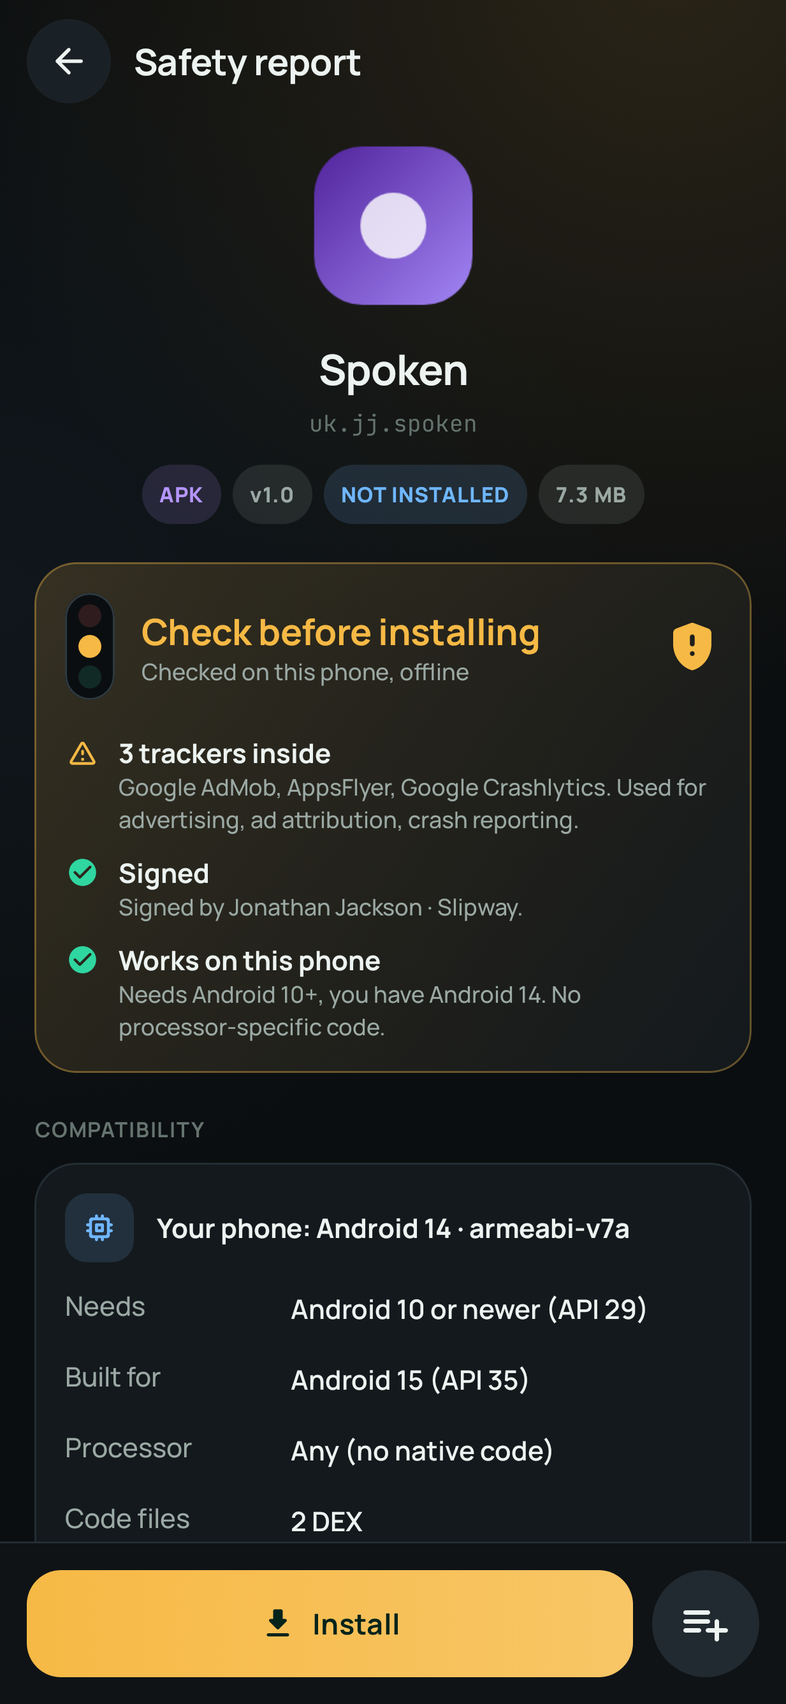 Safety report
Spoken
uk.jj.spoken
APK
v1.0
NOT INSTALLED
7.3 MB
Check before installing
Checked on this phone, offline
3 trackers inside
Google AdMob, AppsFlyer, Google Crashlytics. Used for
advertising, ad attribution, crash reporting.
Signed
Signed by Jonathan Jackson · Slipway.
Works on this phone
Needs Android 10+, you have Android 14. No
processor-specific code.
COMPATIBILITY
Your phone: Android 14 · armeabi-v7a
Needs
Android 10 or newer (API 29)
Built for
Android 15 (API 35)
Processor
Any (no native code)
Code files
2 DEX
Install